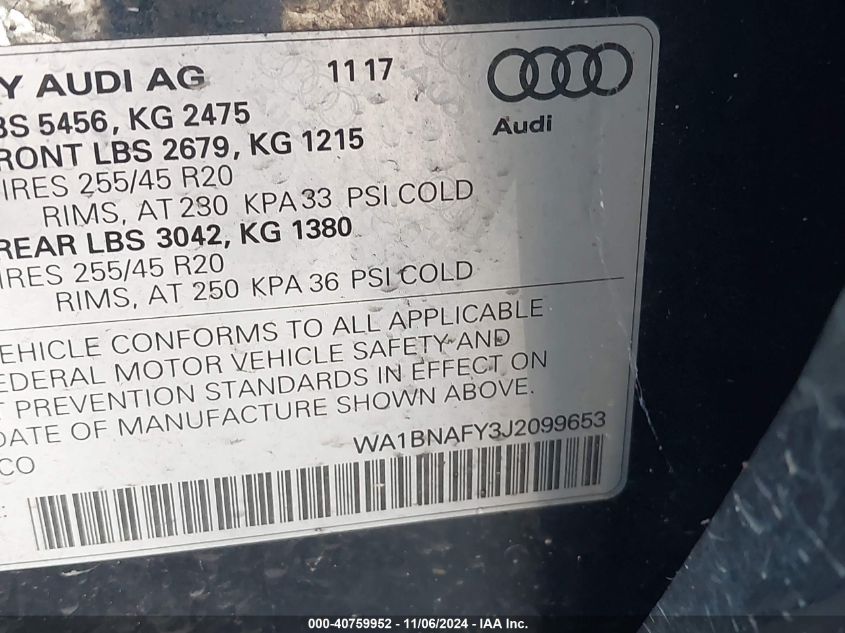 Y AUDI AG 11 17
BS 5456, KG 2475
Audi
RONT LBS 2679, KG 1215
IRES 255/45 R20
RIMS, AT 230 KPA 33 PSI COLD
REAR LBS 3042, KG 1380
IRES 255/45 R20
RIMS, AT 250 KPA 36 PSI COLD
EHICLE CONFORMS TO ALL APPLICABLE
EDERAL MOTOR VEHICLE SAFETY AND
T PREVENTION STANDARDS IN EFFECT ON
DATE OF MANUFACTURE SHOWN ABOVE.
WA1BNAFY3J2099653
CO
000-40759952 - 11/06/2024 - IAA Inc.